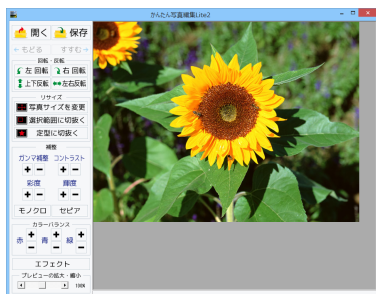 かんたん写真編集Lite2
開く 保存
もどる すすむ
回転・反転
左回転 右回転
上下反転 左右反転
リサイズ
写真サイズを変更
選択範囲に切抜く
定型に切抜く
補整
ガンマ補整 コントラスト
+ - + -
彩度 輝度
+ - + -
モノクロ セピア
カラーバランス
赤 + - 青 + - 緑 + -
エフェクト
プレビューの拡大・縮小
100%